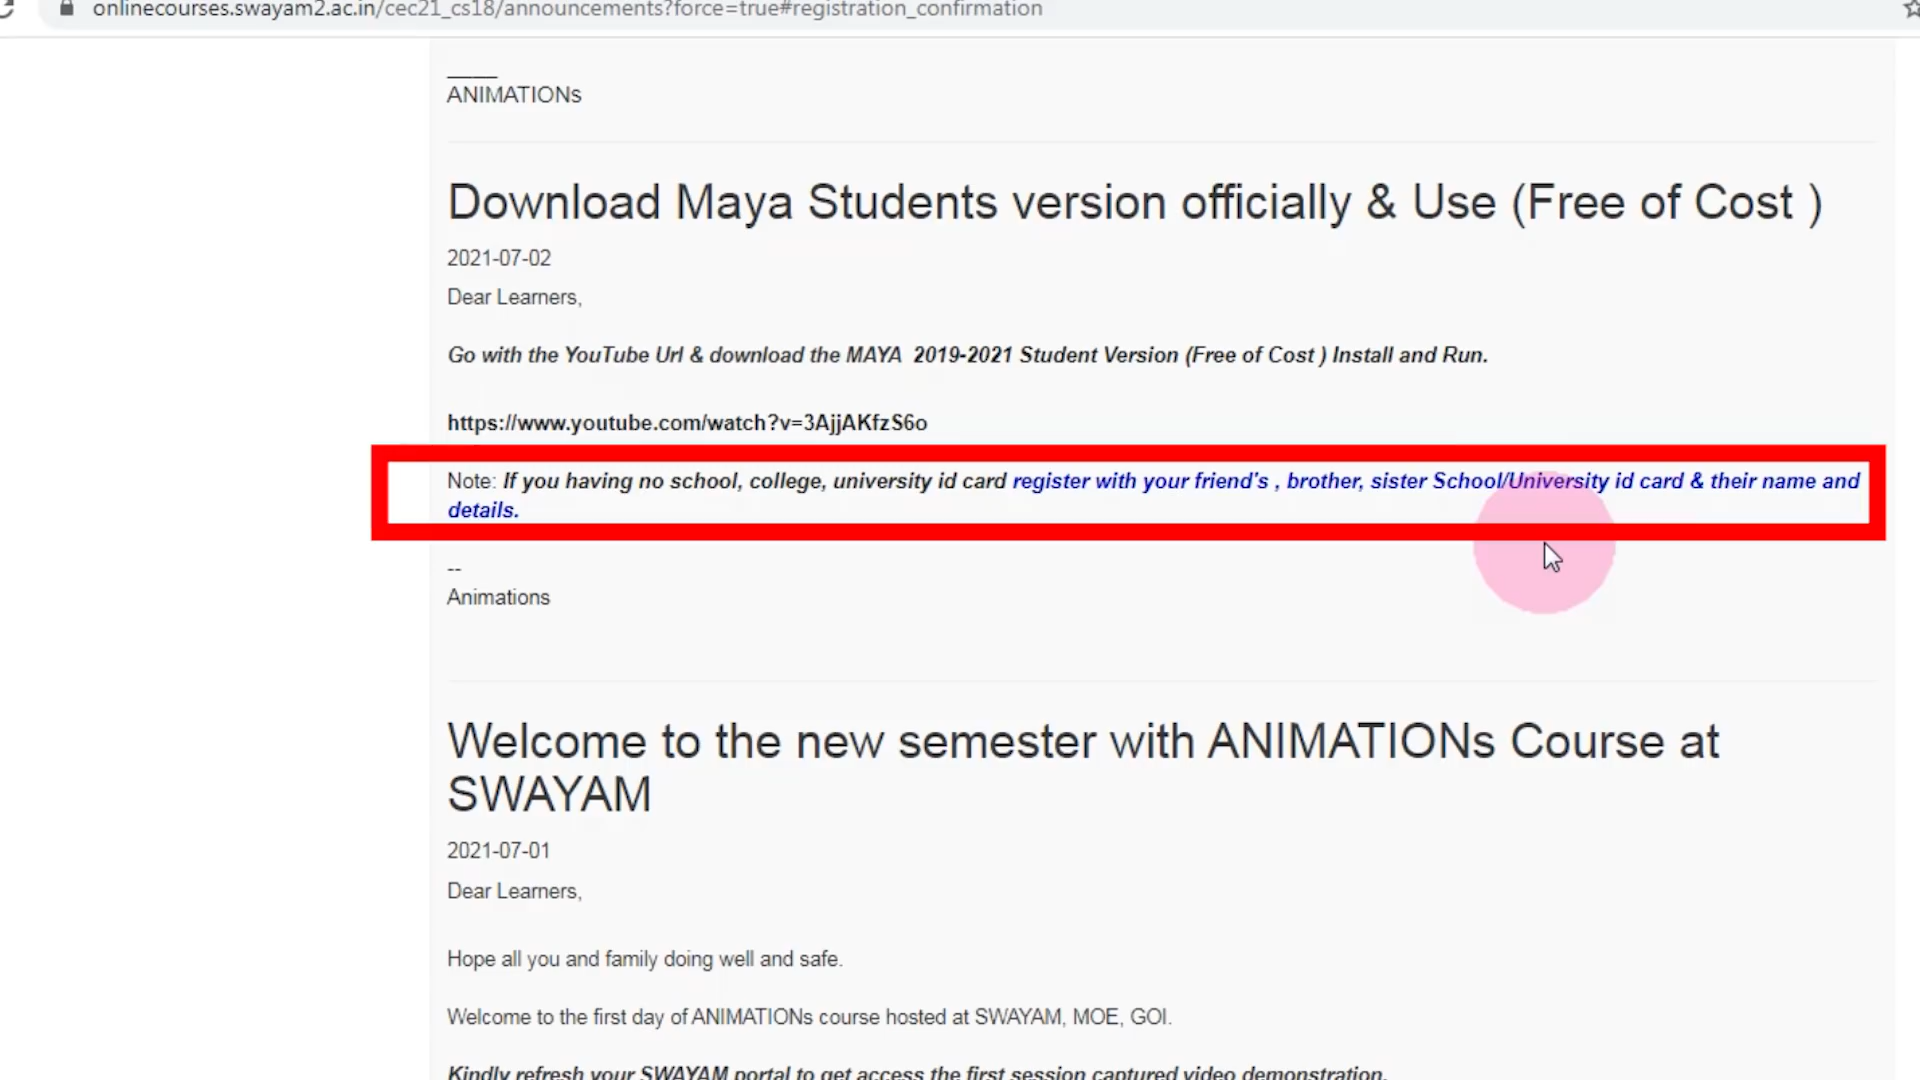 onlinecourses.swayam2.ac.in/cec21_cs18/announcements?force=true#registration_confirmation
ANIMATIONs
Download Maya Students version officially & Use (Free of Cost )
2021-07-02
Dear Learners,
Go with the YouTube Url & download the MAYA 2019-2021 Student Version (Free of Cost ) Install and Run.
https://www.youtube.com/watch?v=3AjjAKfzS6o
Note: If you having no school, college, university id card register with your friend's , brother, sister School/University id card & their name and
details.
--
Animations
Welcome to the new semester with ANIMATIONs Course at
SWAYAM
2021-07-01
Dear Learners,
Hope all you and family doing well and safe.
Welcome to the first day of ANIMATIONs course hosted at SWAYAM, MOE, GOI.
Kindly refresh your SWAYAM portal to get access the first session captured video demonstration.